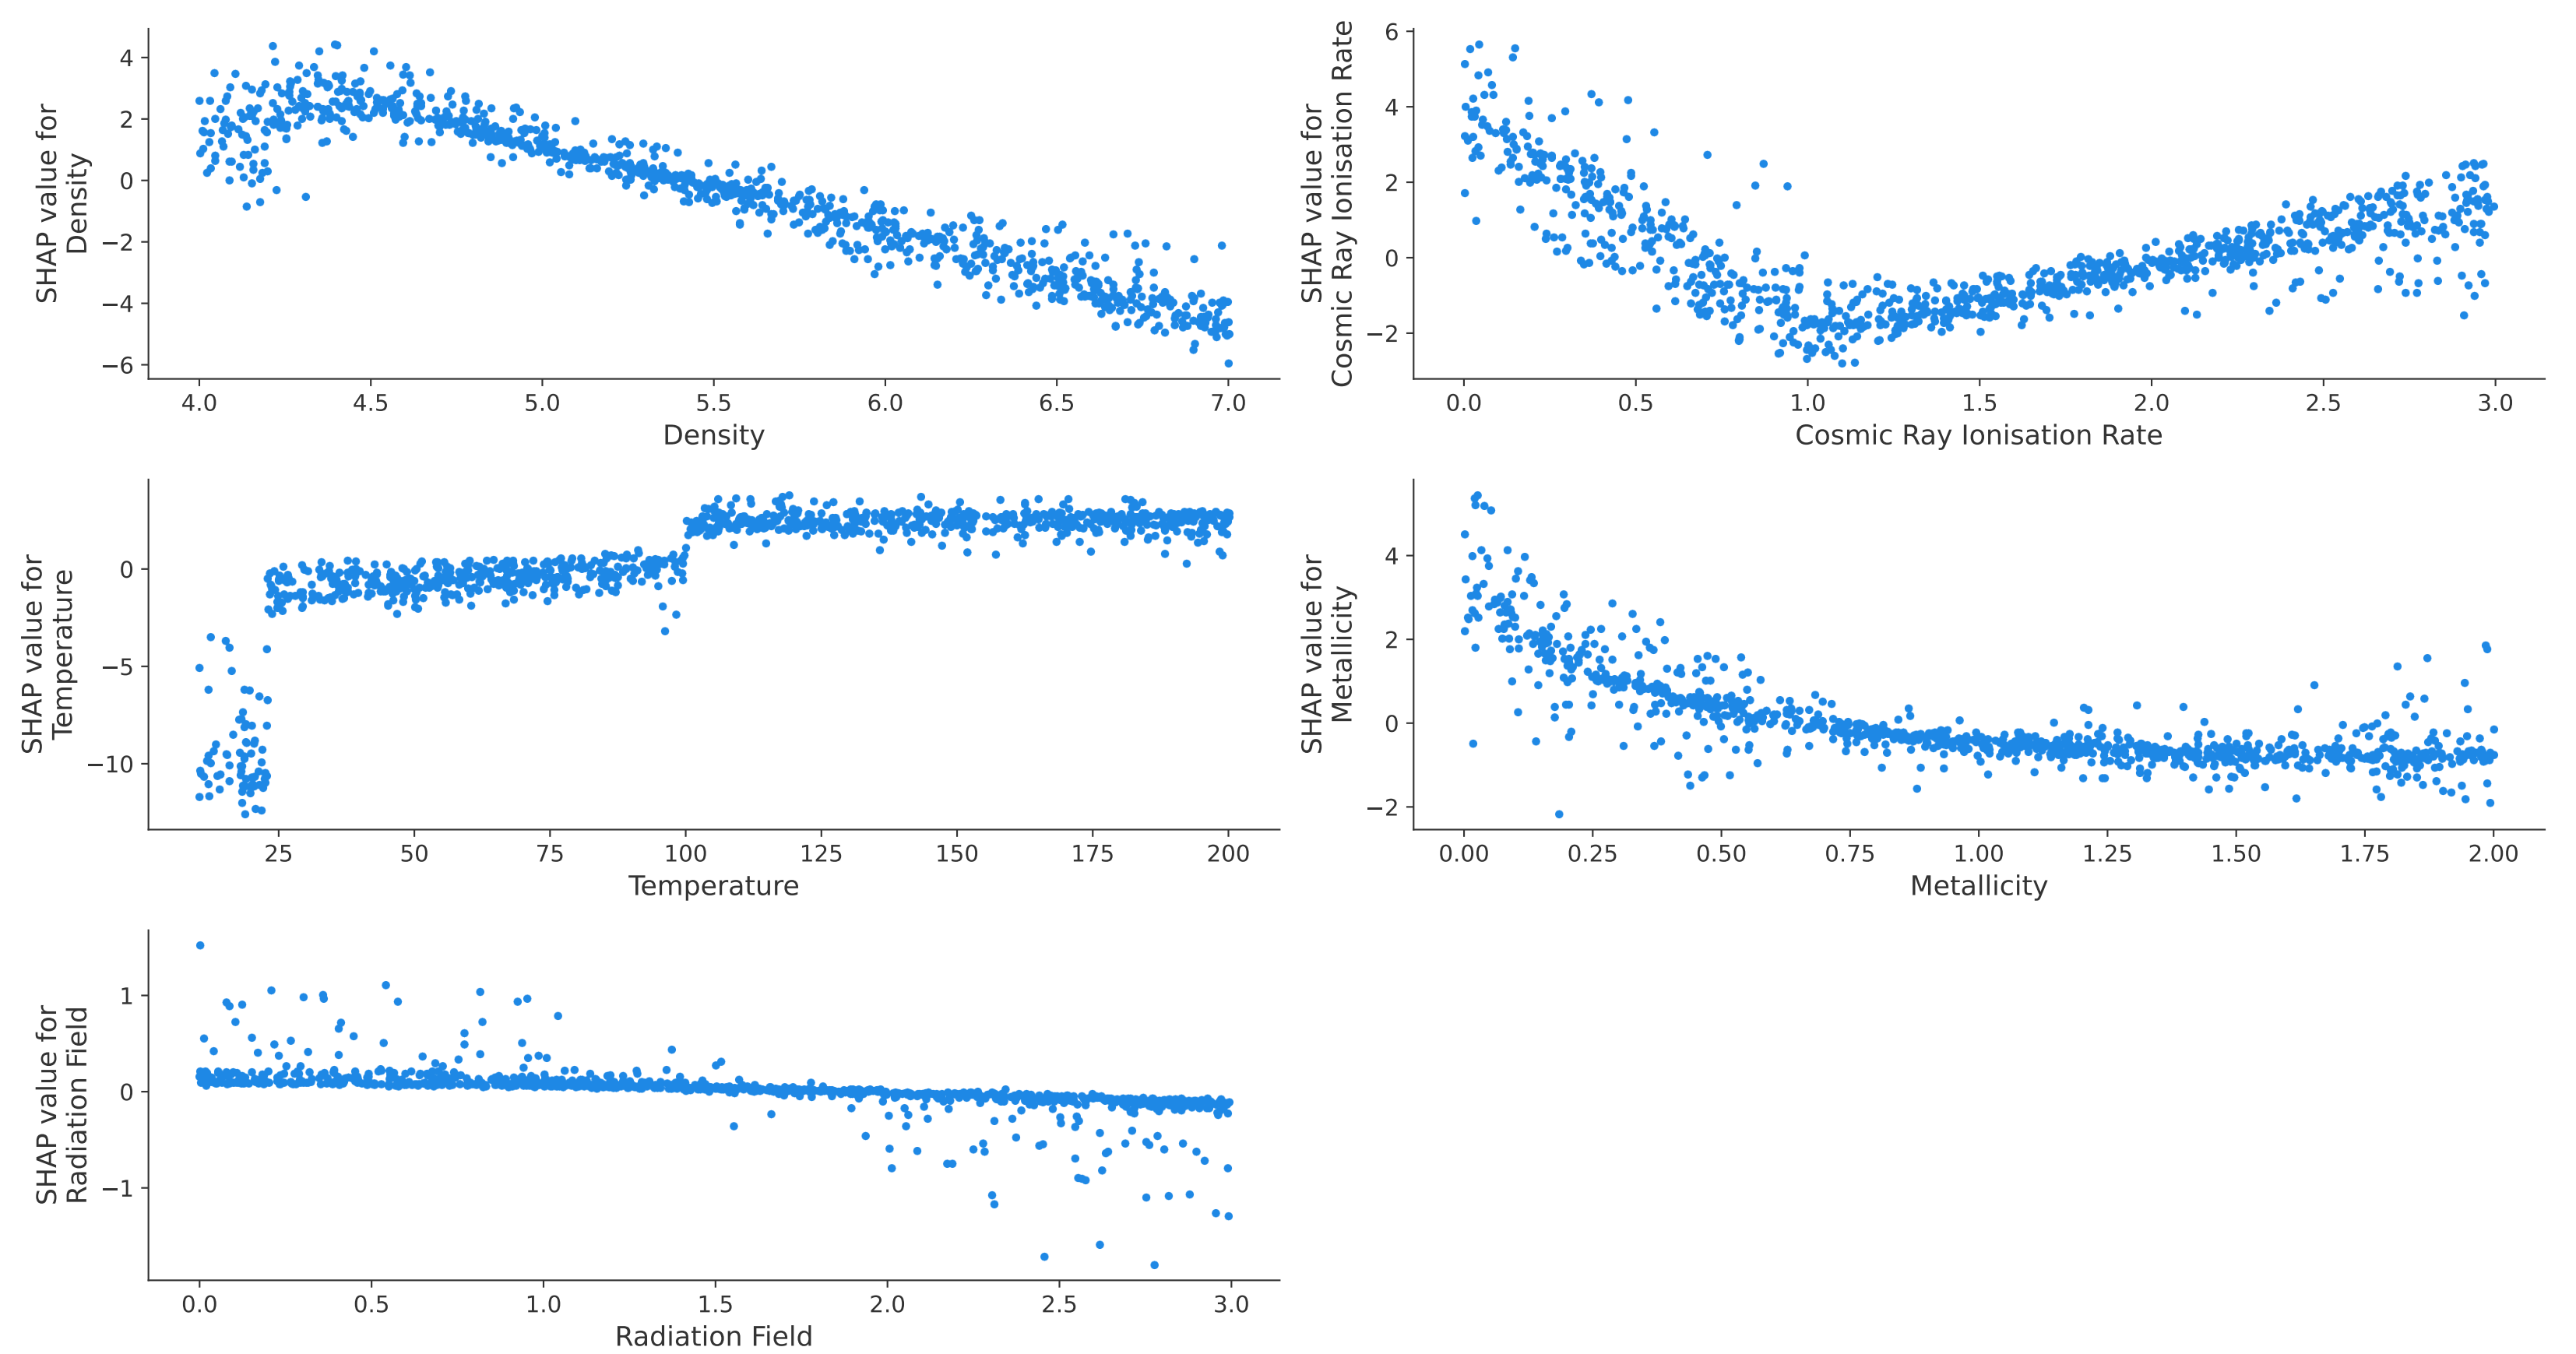 SHAP value for
Density
4
2
0
−2
−4
−6
4.0 4.5 5.0 5.5 6.0 6.5 7.0
Density
SHAP value for
Cosmic Ray Ionisation Rate
6
4
2
0
−2
0.0 0.5 1.0 1.5 2.0 2.5 3.0
Cosmic Ray Ionisation Rate
SHAP value for
Temperature
0
−5
−10
25 50 75 100 125 150 175 200
Temperature
SHAP value for
Metallicity
4
2
0
−2
0.00 0.25 0.50 0.75 1.00 1.25 1.50 1.75 2.00
Metallicity
SHAP value for
Radiation Field
1
0
−1
0.0 0.5 1.0 1.5 2.0 2.5 3.0
Radiation Field